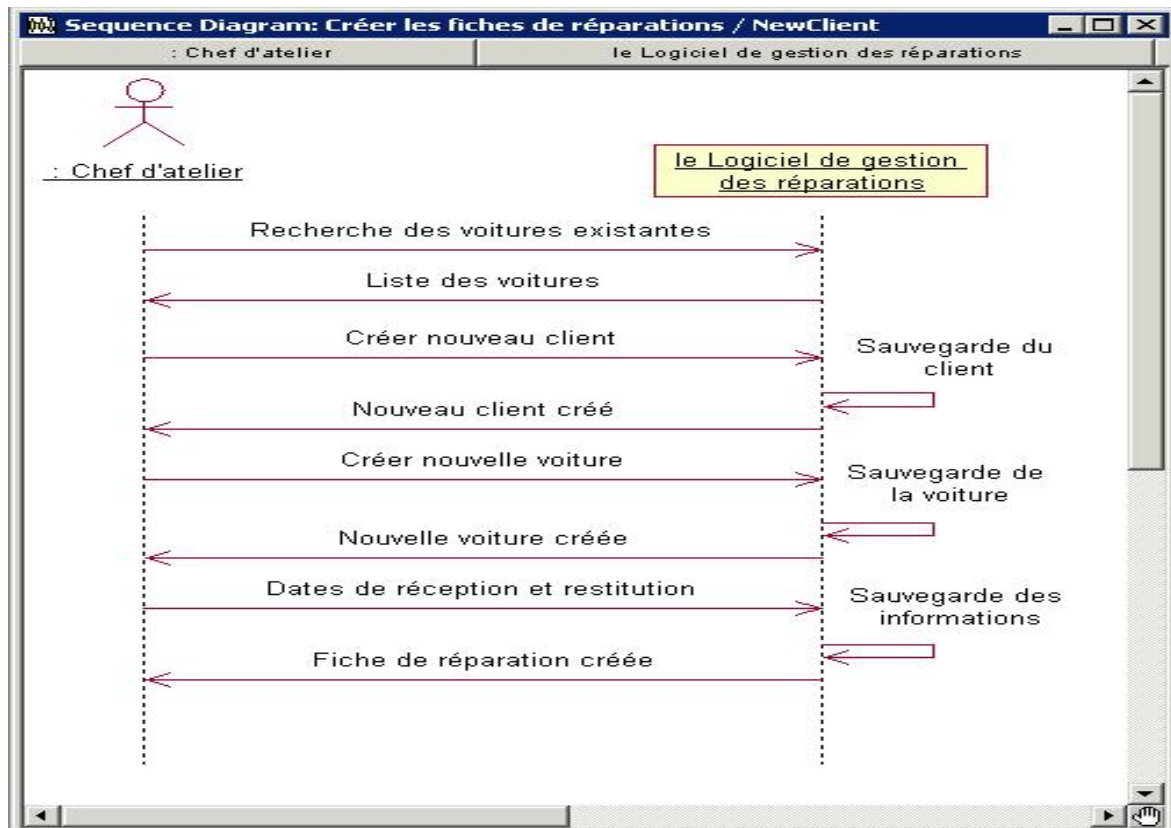 Sequence Diagram: Créer les fiches de réparations / NewClient
: Chef d'atelier
le Logiciel de gestion des réparations
: Chef d'atelier
le Logiciel de gestion
des réparations
Recherche des voitures existantes
Liste des voitures
Créer nouveau client
Sauvegarde du
client
Nouveau client créé
Créer nouvelle voiture
Sauvegarde de
la voiture
Nouvelle voiture créée
Dates de réception et restitution
Sauvegarde des
informations
Fiche de réparation créée